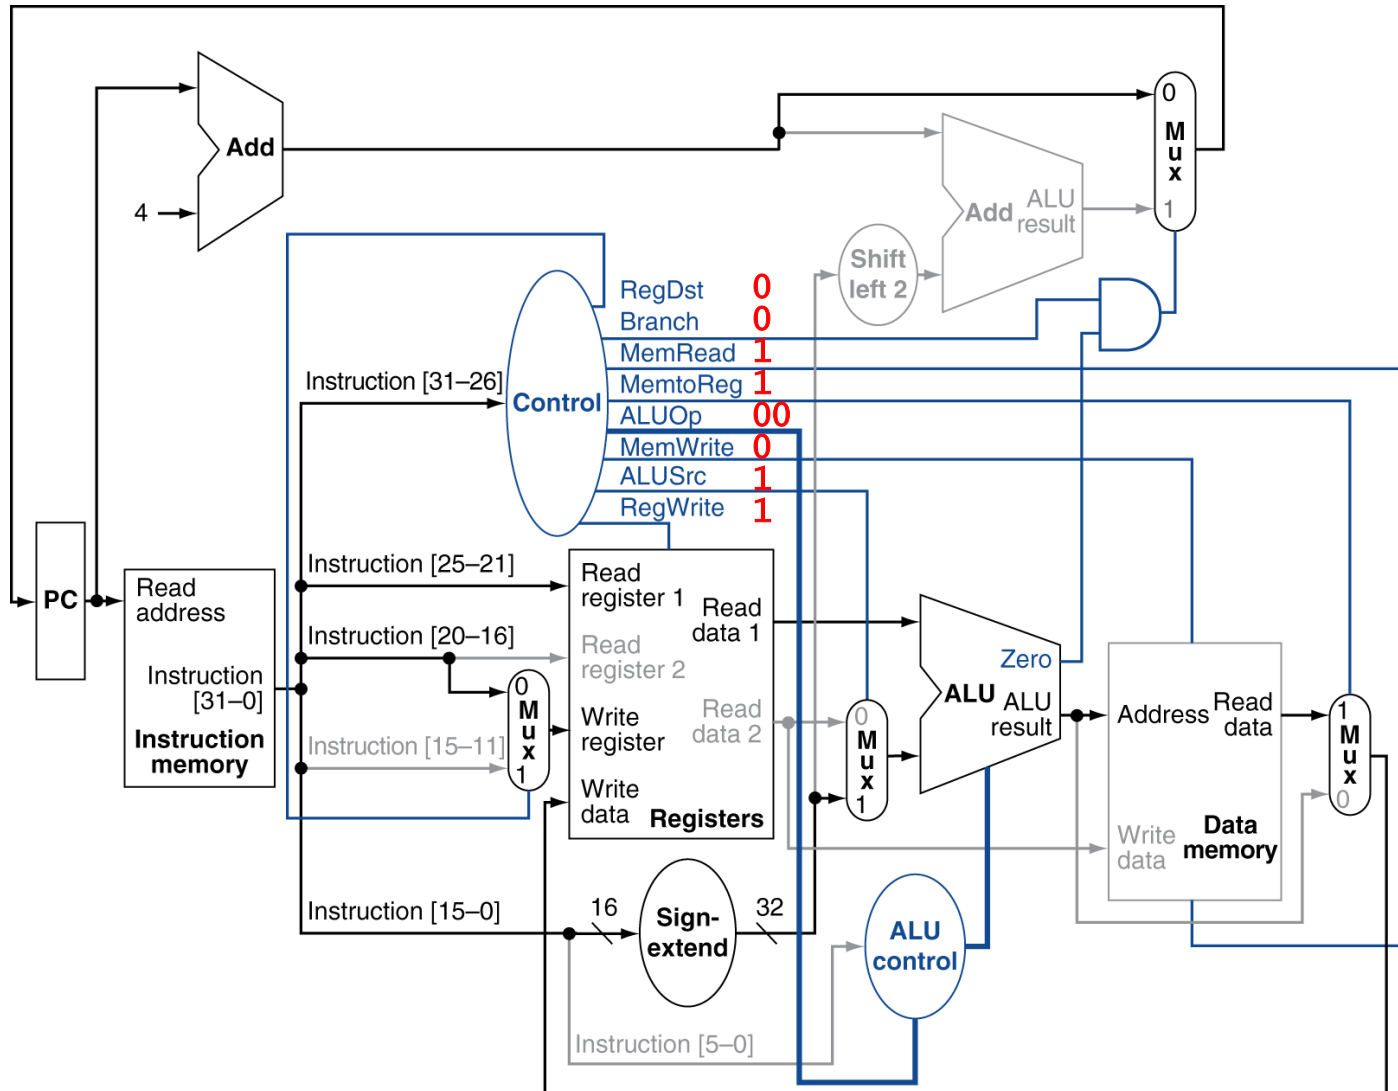 Add
4
0
Mux
1
Add
ALU
result
Shift
left 2
RegDst 0
Branch 0
MemRead 1
MemtoReg 1
ALUOp 00
MemWrite 0
ALUSrc 1
RegWrite 1
Control
Instruction [31–26]
PC
Read
address
Instruction
[31–0]
Instruction
memory
Instruction [25–21]
Instruction [20–16]
Instruction [15–11]
0
Mux
1
Read
register 1
Read
register 2
Write
register
Write
data
Read
data 1
Read
data 2
Registers
0
Mux
1
Zero
ALU
ALU
result
Address
Read
data
Write
data
Data
memory
1
Mux
0
Instruction [15–0]
16
Sign-
extend
32
ALU
control
Instruction [5–0]